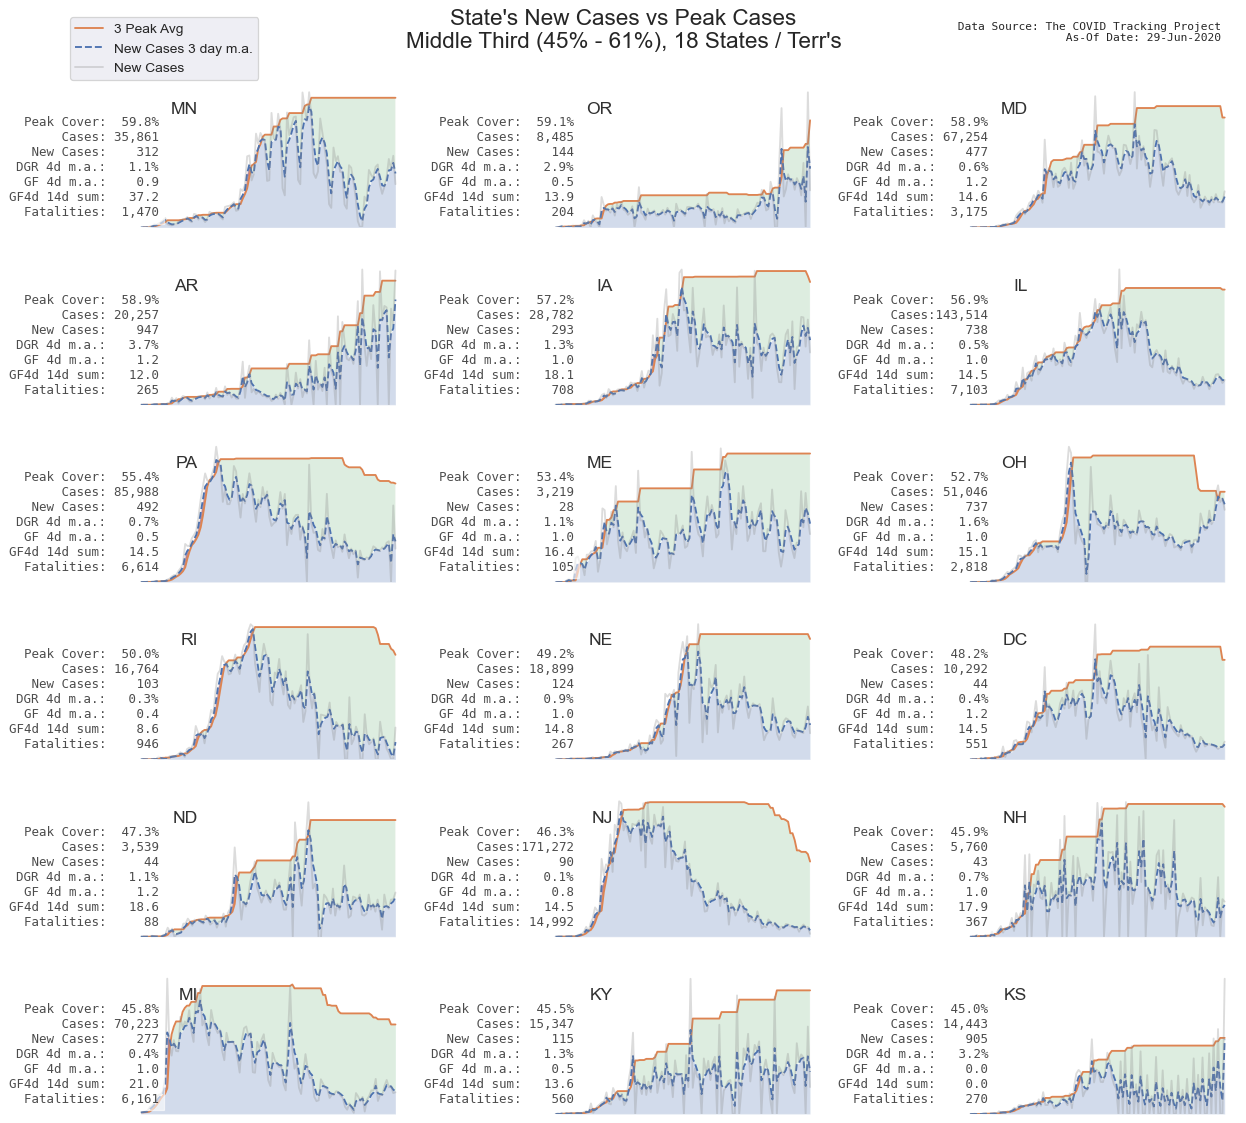 State's New Cases vs Peak Cases
Middle Third (45% - 61%), 18 States / Terr's
3 Peak Avg
New Cases 3 day m.a.
New Cases
Data Source: The COVID Tracking Project
As-Of Date: 29-Jun-2020
MN
Peak Cover: 59.8%
Cases: 35,861
New Cases: 312
DGR 4d m.a.: 1.1%
GF 4d m.a.: 0.9
GF4d 14d sum: 37.2
Fatalities: 1,470
OR
Peak Cover: 59.1%
Cases: 8,485
New Cases: 144
DGR 4d m.a.: 2.9%
GF 4d m.a.: 0.5
GF4d 14d sum: 13.9
Fatalities: 204
MD
Peak Cover: 58.9%
Cases: 67,254
New Cases: 477
DGR 4d m.a.: 0.6%
GF 4d m.a.: 1.2
GF4d 14d sum: 14.6
Fatalities: 3,175
AR
Peak Cover: 58.9%
Cases: 20,257
New Cases: 947
DGR 4d m.a.: 3.7%
GF 4d m.a.: 1.2
GF4d 14d sum: 12.0
Fatalities: 265
IA
Peak Cover: 57.2%
Cases: 28,782
New Cases: 293
DGR 4d m.a.: 1.3%
GF 4d m.a.: 1.0
GF4d 14d sum: 18.1
Fatalities: 708
IL
Peak Cover: 56.9%
Cases:143,514
New Cases: 738
DGR 4d m.a.: 0.5%
GF 4d m.a.: 1.0
GF4d 14d sum: 14.5
Fatalities: 7,103
PA
Peak Cover: 55.4%
Cases: 85,988
New Cases: 492
DGR 4d m.a.: 0.7%
GF 4d m.a.: 0.5
GF4d 14d sum: 14.5
Fatalities: 6,614
ME
Peak Cover: 53.4%
Cases: 3,219
New Cases: 28
DGR 4d m.a.: 1.1%
GF 4d m.a.: 1.0
GF4d 14d sum: 16.4
Fatalities: 105
OH
Peak Cover: 52.7%
Cases: 51,046
New Cases: 737
DGR 4d m.a.: 1.6%
GF 4d m.a.: 1.0
GF4d 14d sum: 15.1
Fatalities: 2,818
RI
Peak Cover: 50.0%
Cases: 16,764
New Cases: 103
DGR 4d m.a.: 0.3%
GF 4d m.a.: 0.4
GF4d 14d sum: 8.6
Fatalities: 946
NE
Peak Cover: 49.2%
Cases: 18,899
New Cases: 124
DGR 4d m.a.: 0.9%
GF 4d m.a.: 1.0
GF4d 14d sum: 14.8
Fatalities: 267
DC
Peak Cover: 48.2%
Cases: 10,292
New Cases: 44
DGR 4d m.a.: 0.4%
GF 4d m.a.: 1.2
GF4d 14d sum: 14.5
Fatalities: 551
ND
Peak Cover: 47.3%
Cases: 3,539
New Cases: 44
DGR 4d m.a.: 1.1%
GF 4d m.a.: 1.2
GF4d 14d sum: 18.6
Fatalities: 88
NJ
Peak Cover: 46.3%
Cases:171,272
New Cases: 90
DGR 4d m.a.: 0.1%
GF 4d m.a.: 0.8
GF4d 14d sum: 14.5
Fatalities: 14,992
NH
Peak Cover: 45.9%
Cases: 5,760
New Cases: 43
DGR 4d m.a.: 0.7%
GF 4d m.a.: 1.0
GF4d 14d sum: 17.9
Fatalities: 367
MI
Peak Cover: 45.8%
Cases: 70,223
New Cases: 277
DGR 4d m.a.: 0.4%
GF 4d m.a.: 1.0
GF4d 14d sum: 21.0
Fatalities: 6,161
KY
Peak Cover: 45.5%
Cases: 15,347
New Cases: 115
DGR 4d m.a.: 1.3%
GF 4d m.a.: 0.5
GF4d 14d sum: 13.6
Fatalities: 560
KS
Peak Cover: 45.0%
Cases: 14,443
New Cases: 905
DGR 4d m.a.: 3.2%
GF 4d m.a.: 0.0
GF4d 14d sum: 0.0
Fatalities: 270